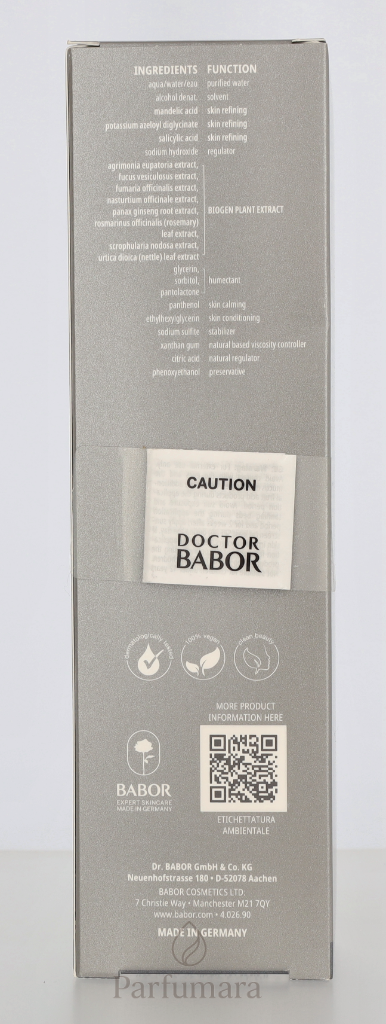 INGREDIENTS FUNCTION
aqua/water/eau purified water
alcohol denat. solvent
mandelic acid skin refining
potassium azeloyl diglycinate skin refining
salicylic acid skin refining
sodium hydroxide regulator
agrimonia eupatoria extract,
fucus vesiculosus extract,
fumaria officinalis extract,
nasturtium officinale extract,
panax ginseng root extract, BIOGEN PLANT EXTRACT
rosmarinus officinalis (rosemary)
leaf extract,
scrophularia nodosa extract,
urtica dioica (nettle) leaf extract
glycerin,
sorbitol, humectant
pantolactone
panthenol skin calming
ethylhexylglycerin skin conditioning
sodium sulfite stabilizer
xanthan gum natural based viscosity controller
citric acid natural regulator
phenoxyethanol preservative
CAUTION
DOCTOR
BABOR
dermatologically tested
100% vegan
clean beauty
MORE PRODUCT
INFORMATION HERE
BABOR
EXPERT SKINCARE
MADE IN GERMANY
ETICHETTATURA
AMBIENTALE
Dr. BABOR GmbH & Co. KG
Neuenhofstrasse 180 • D-52078 Aachen
BABOR COSMETICS LTD.
7 Christie Way • Manchester M21 7QY
www.babor.com • 4.026.90
MADE IN GERMANY
Parfumara